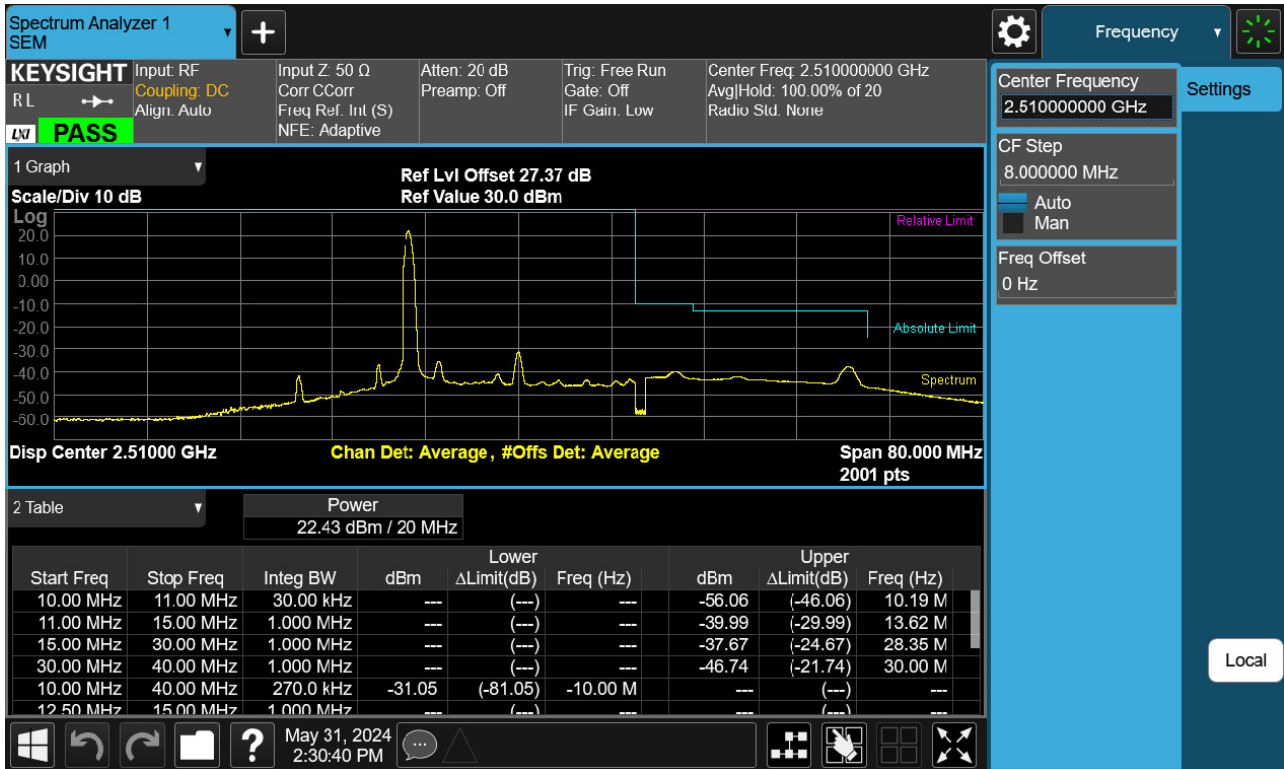 Spectrum Analyzer 1
SEM
+
Frequency
KEYSIGHT Input: RF Input Z: 50 Ω Atten: 20 dB Trig: Free Run Center Freq: 2.510000000 GHz
R L Coupling: DC Corr CCorr Preamp: Off Gate: Off Avg|Hold: 100.00% of 20
Align: Auto Freq Ref: Int (S) IF Gain: Low Radio Std: None
LXI PASS NFE: Adaptive
Center Frequency
2.510000000 GHz
Settings
CF Step
8.000000 MHz
Auto
Man
Freq Offset
0 Hz
Local
1 Graph
Ref Lvl Offset 27.37 dB
Scale/Div 10 dB Ref Value 30.0 dBm
Log
Relative Limit
20.0
10.0
0.00
-10.0
-20.0
Absolute Limit
-30.0
-40.0
Spectrum
-50.0
-60.0
Disp Center 2.51000 GHz Chan Det: Average, #Offs Det: Average Span 80.000 MHz
2001 pts
2 Table
Power
22.43 dBm / 20 MHz
Lower Upper
Start Freq Stop Freq Integ BW dBm ΔLimit(dB) Freq (Hz) dBm ΔLimit(dB) Freq (Hz)
10.00 MHz 11.00 MHz 30.00 kHz --- (---) --- -56.06 (-46.06) 10.19 M
11.00 MHz 15.00 MHz 1.000 MHz --- (---) --- -39.99 (-29.99) 13.62 M
15.00 MHz 30.00 MHz 1.000 MHz --- (---) --- -37.67 (-24.67) 28.35 M
30.00 MHz 40.00 MHz 1.000 MHz --- (---) --- -46.74 (-21.74) 30.00 M
10.00 MHz 40.00 MHz 270.0 kHz -31.05 (-81.05) -10.00 M --- (---) ---
12.50 MHz 15.00 MHz 1.000 MHz --- (---) --- --- (---) ---
?
May 31, 2024
2:30:40 PM